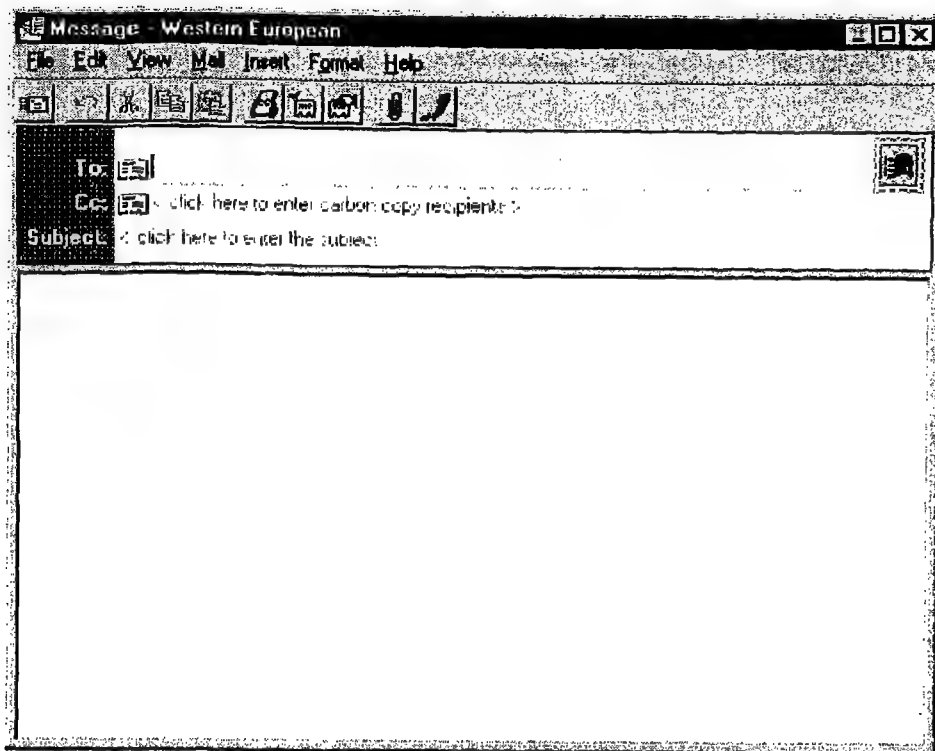 Message - Western European
File Edit View Mail Insert Format Help
To:
Cc: < click here to enter carbon copy recipients >
Subject: < click here to enter the subject